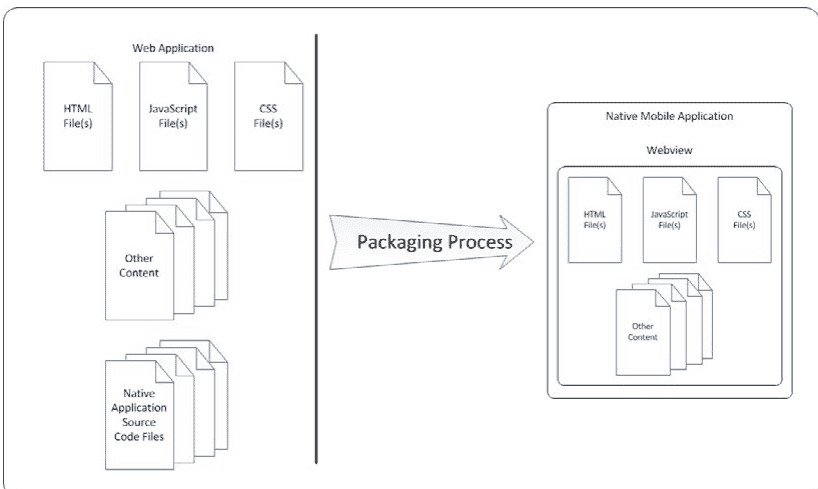 Web Application
HTML
File(s)
JavaScript
File(s)
CSS
File(s)
Other
Content
Native
Application
Source
Code Files
Packaging Process
Native Mobile Application
Webview
HTML
File(s)
JavaScript
File(s)
CSS
File(s)
Other
Content